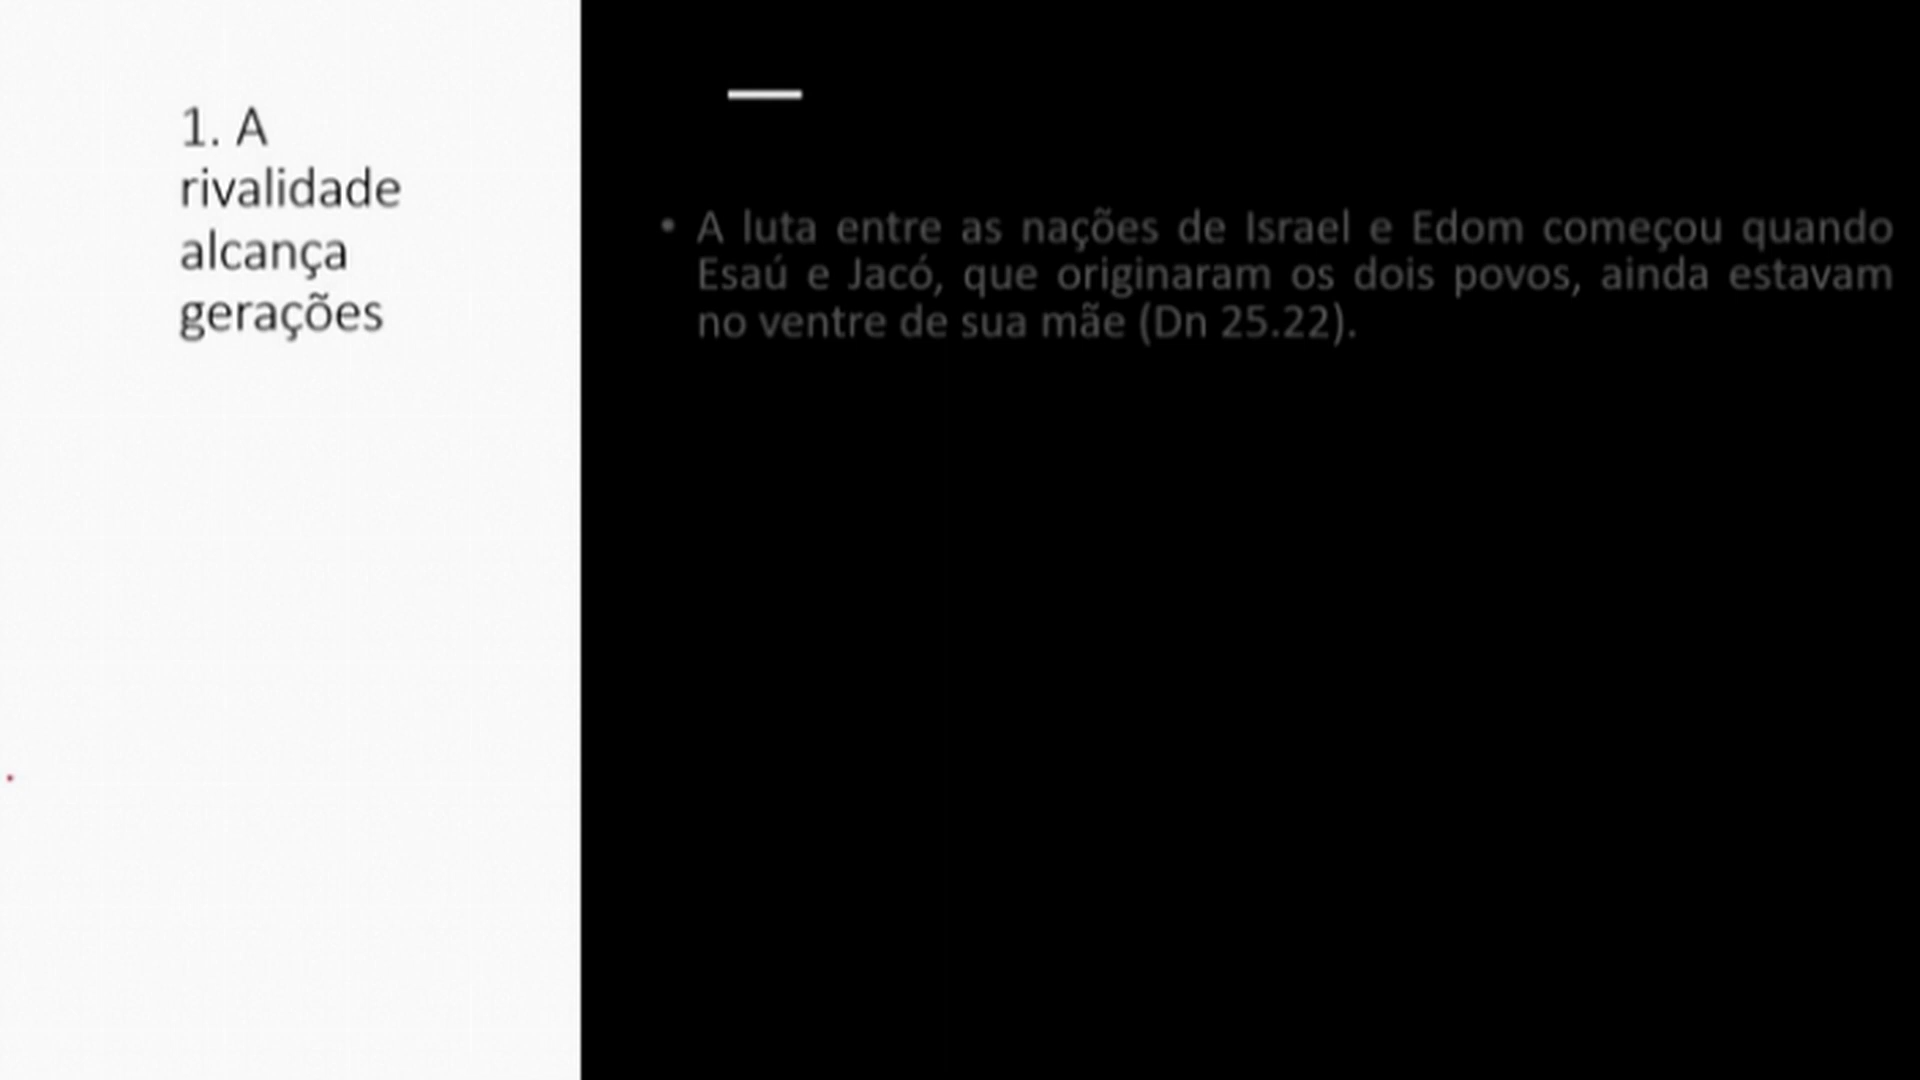 1. A
rivalidade
alcança
gerações
• A luta entre as nações de Israel e Edom começou quando
Esaú e Jacó, que originaram os dois povos, ainda estavam
no ventre de sua mãe (Dn 25.22).